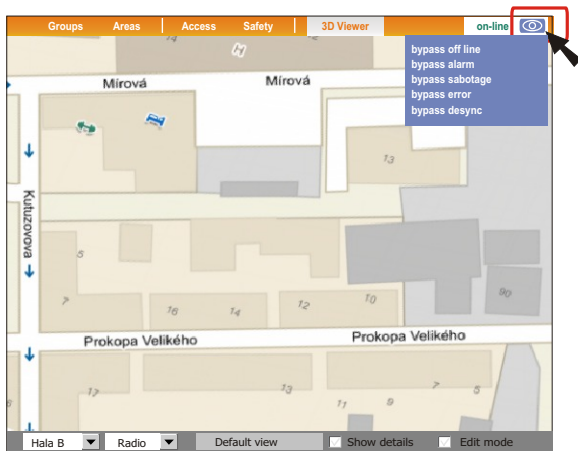 Groups Areas Access Safety 3D Viewer on-line
bypass off line
bypass alarm
bypass sabotage
bypass error
bypass desync
14 H
Mírová Mírová
13
Kutuzovova
5
7 16 14 12 10 90
Prokopa Velikého Prokopa Velikého
17 13 11 9 7 5
Hala B Radio Default view Show details Edit mode